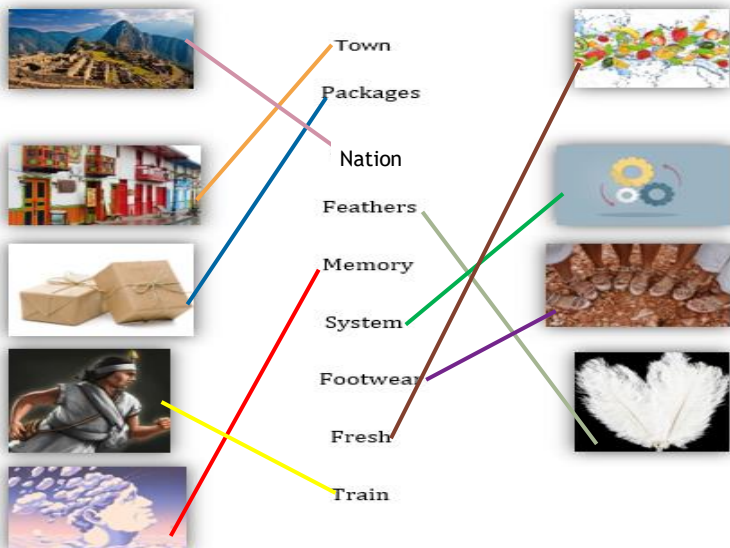 Town
Packages
Nation
Feathers
Memory
System
Footwear
Fresh
Train